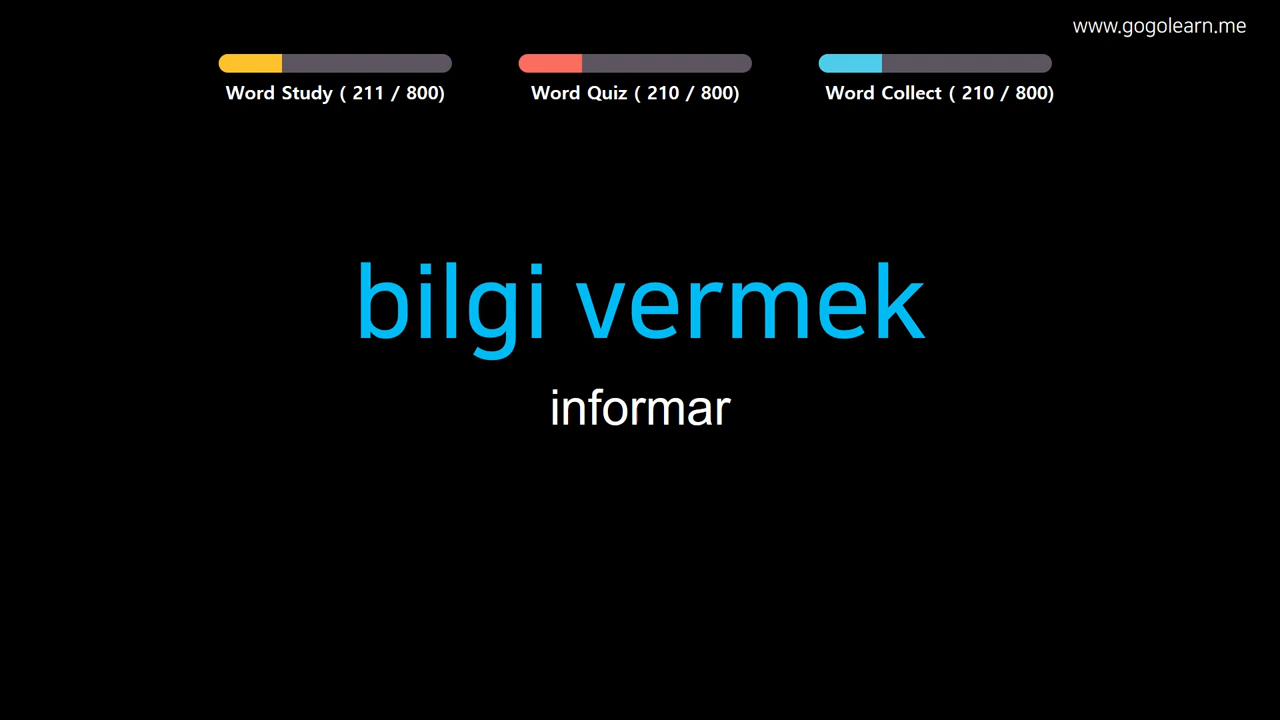 www.gogolearn.me
Word Study ( 211 / 800)
Word Quiz ( 210 / 800)
Word Collect ( 210 / 800)
bilgi vermek
informar